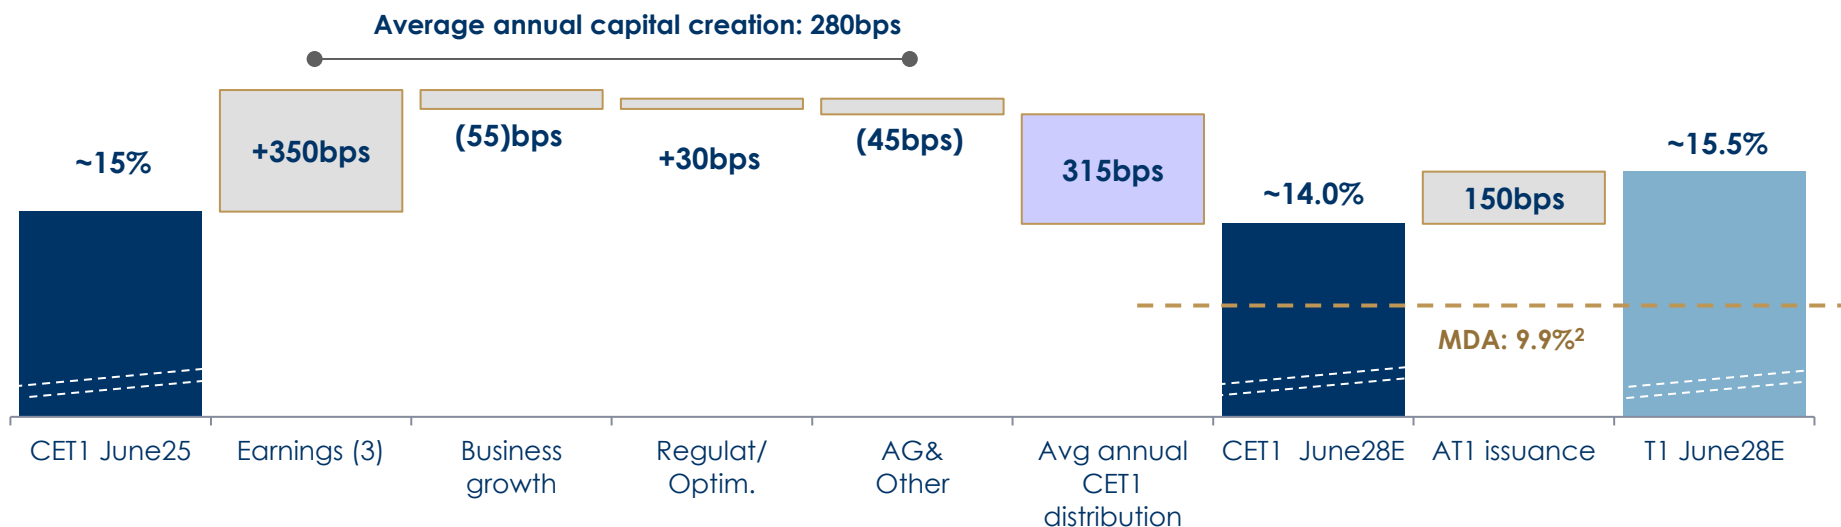 Average annual capital creation: 280bps
~15%
+350bps
(55)bps
+30bps
(45bps)
315bps
~14.0%
150bps
~15.5%
MDA: 9.9%²
CET1 June25
Earnings (3)
Business
growth
Regulat/
Optim.
AG&
Other
Avg annual
CET1
distribution
CET1 June28E
AT1 issuance
T1 June28E